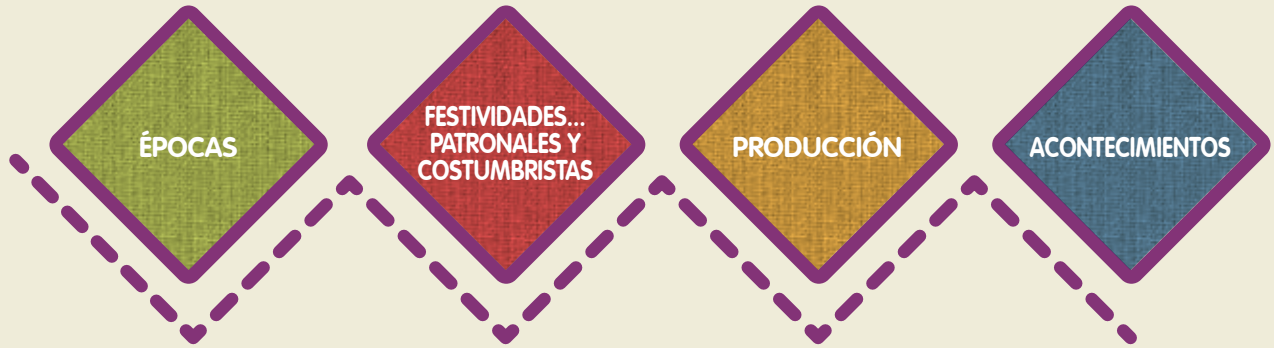 ÉPOCAS
FESTIVIDADES...
PATRONALES Y
COSTUMBRISTAS
PRODUCCIÓN
ACONTECIMIENTOS